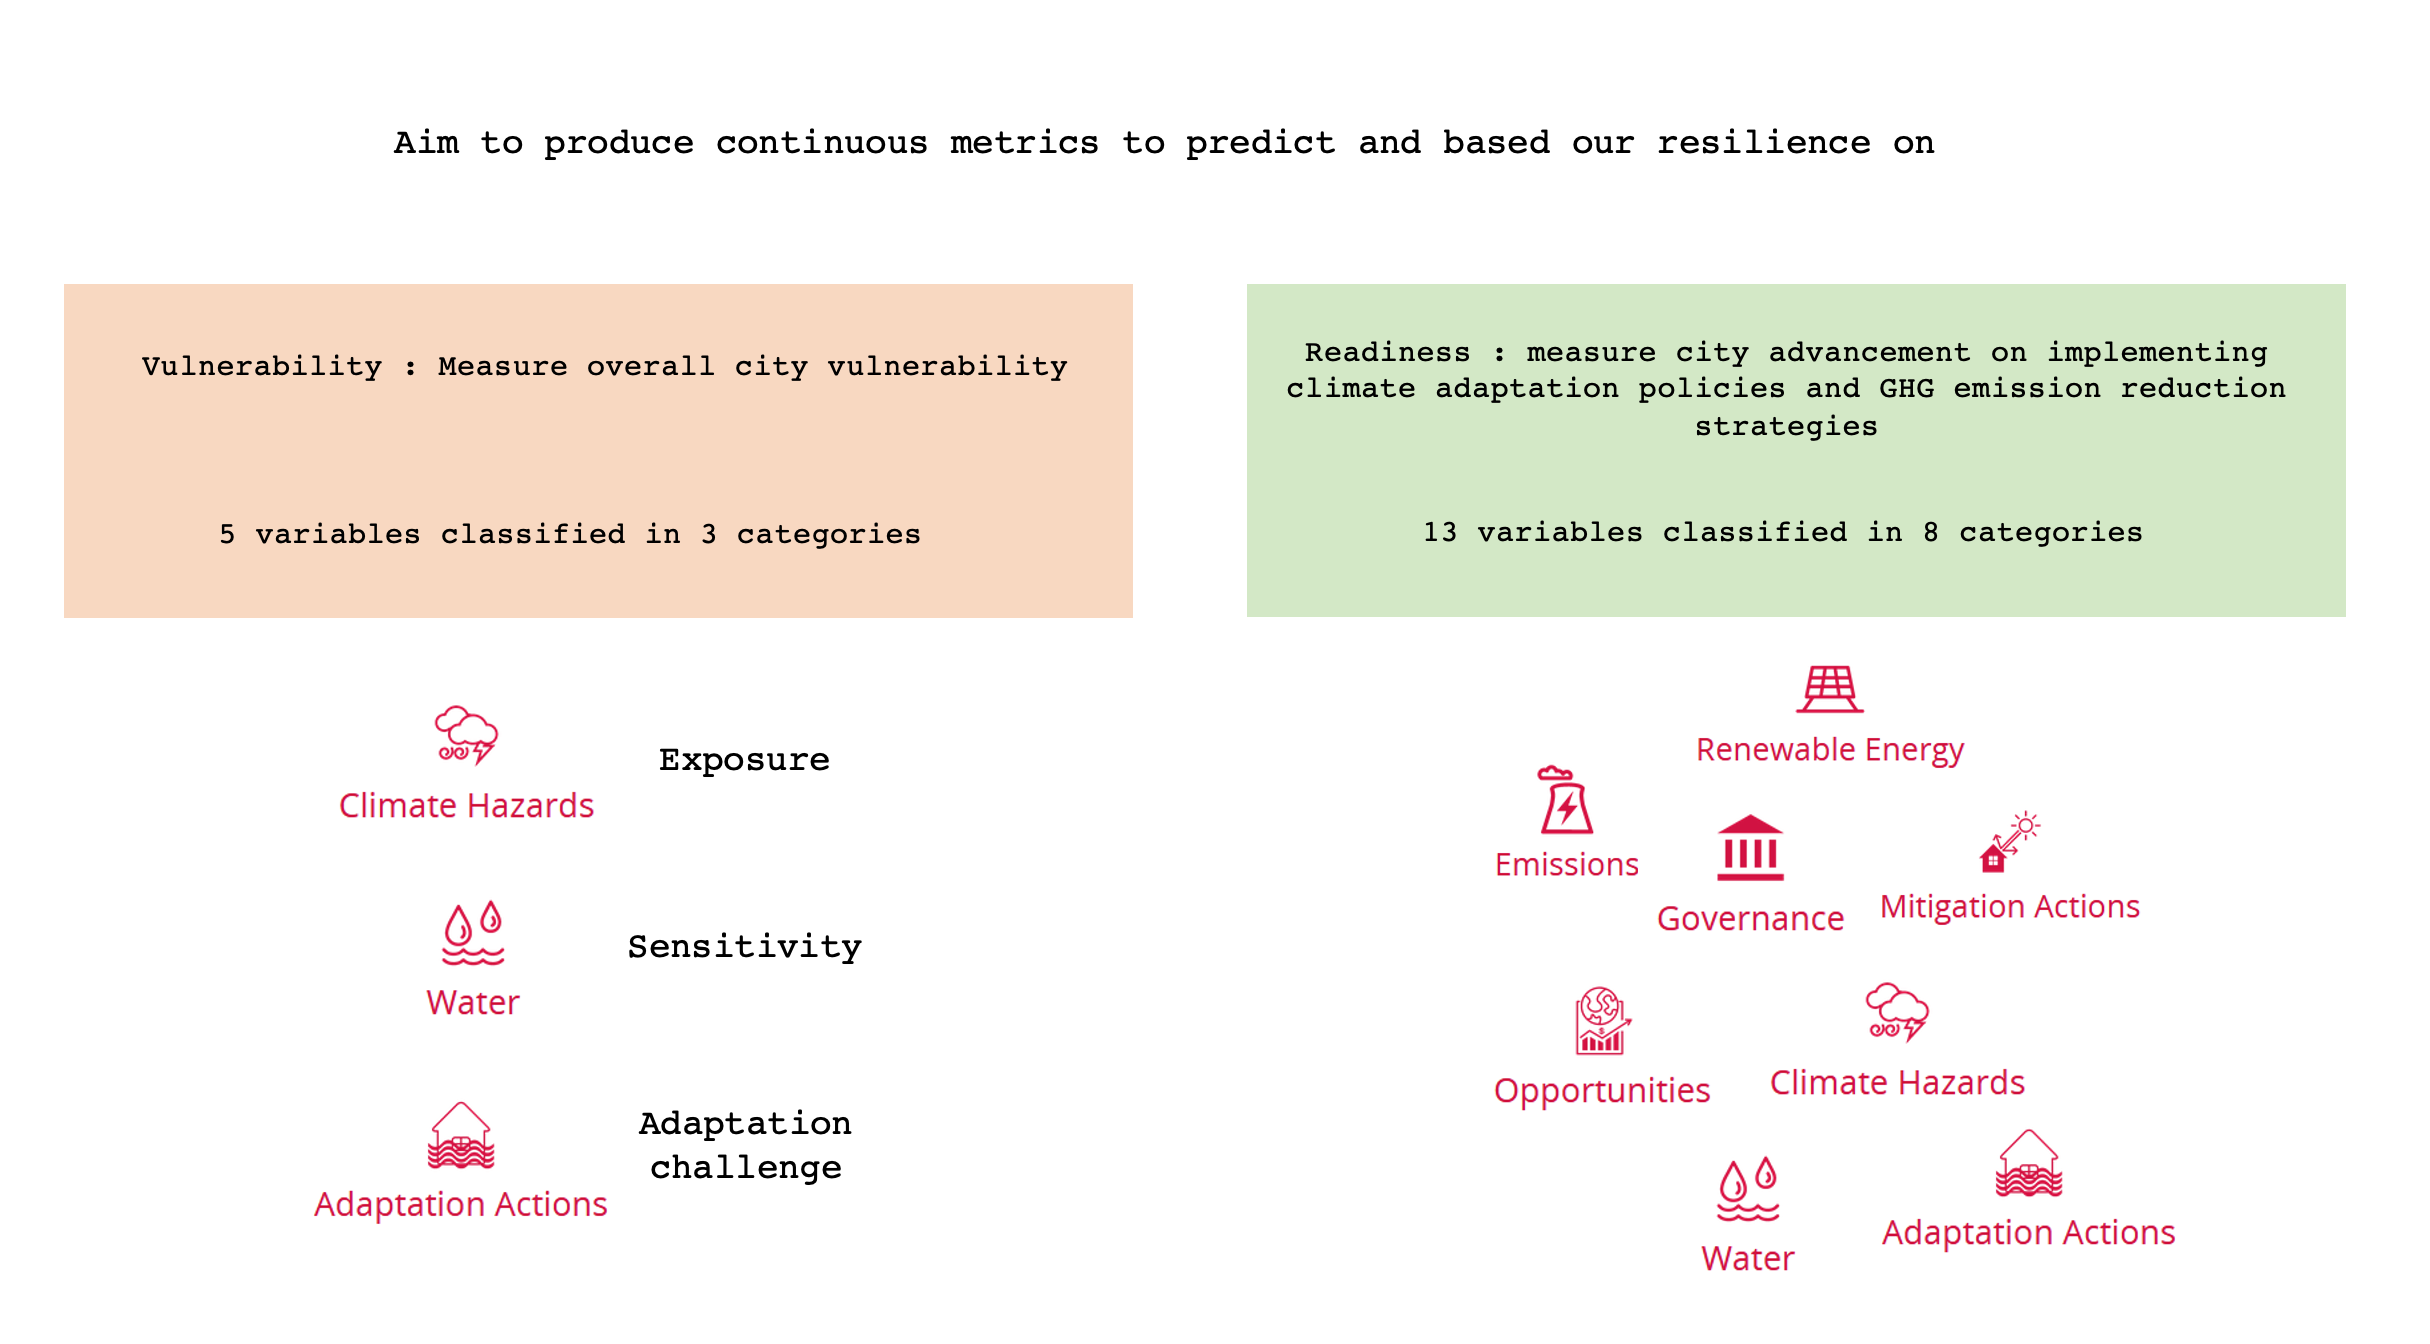 Aim to produce continuous metrics to predict and based our resilience on
Vulnerability : Measure overall city vulnerability
5 variables classified in 3 categories
Climate Hazards
Exposure
Water
Sensitivity
Adaptation Actions
Adaptation
challenge
Readiness : measure city advancement on implementing
climate adaptation policies and GHG emission reduction
strategies
13 variables classified in 8 categories
Renewable Energy
Emissions
Governance
Mitigation Actions
Opportunities
Climate Hazards
Water
Adaptation Actions